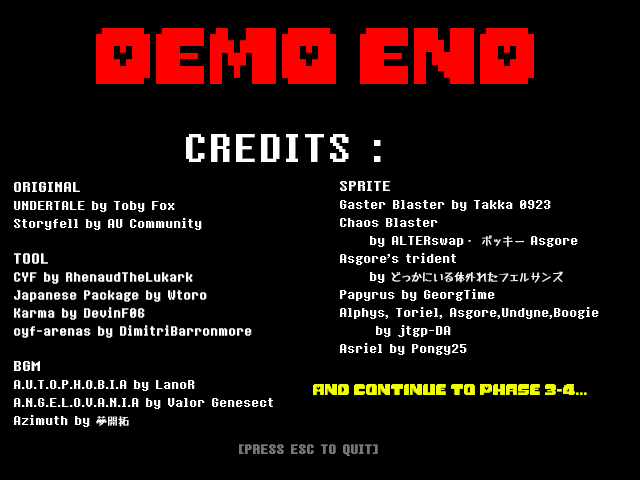 DEMO END
CREDITS :
ORIGINAL
UNDERTALE by Toby Fox
Storyfell by AU Community
TOOL
CYF by RhenaudTheLukark
Japanese Package by Wtoro
Karma by DevinF06
cyf-arenas by DimitriBarronmore
BGM
A.U.T.O.P.H.O.B.I.A by LanoR
A.N.G.E.L.O.V.A.N.I.A by Valor Genesect
Azimuth by 夢開拓
SPRITE
Gaster Blaster by Takka 0923
Chaos Blaster
by ALTERswap・ポッキー Asgore
Asgore's trident
by どっかにいる体外れたフェルサンズ
Papyrus by GeorgTime
Alphys, Toriel, Asgore,Undyne,Boogie
by jtgp-DA
Asriel by Pongy25
AND CONTINUE TO PHASE 3-4...
[PRESS ESC TO QUIT]